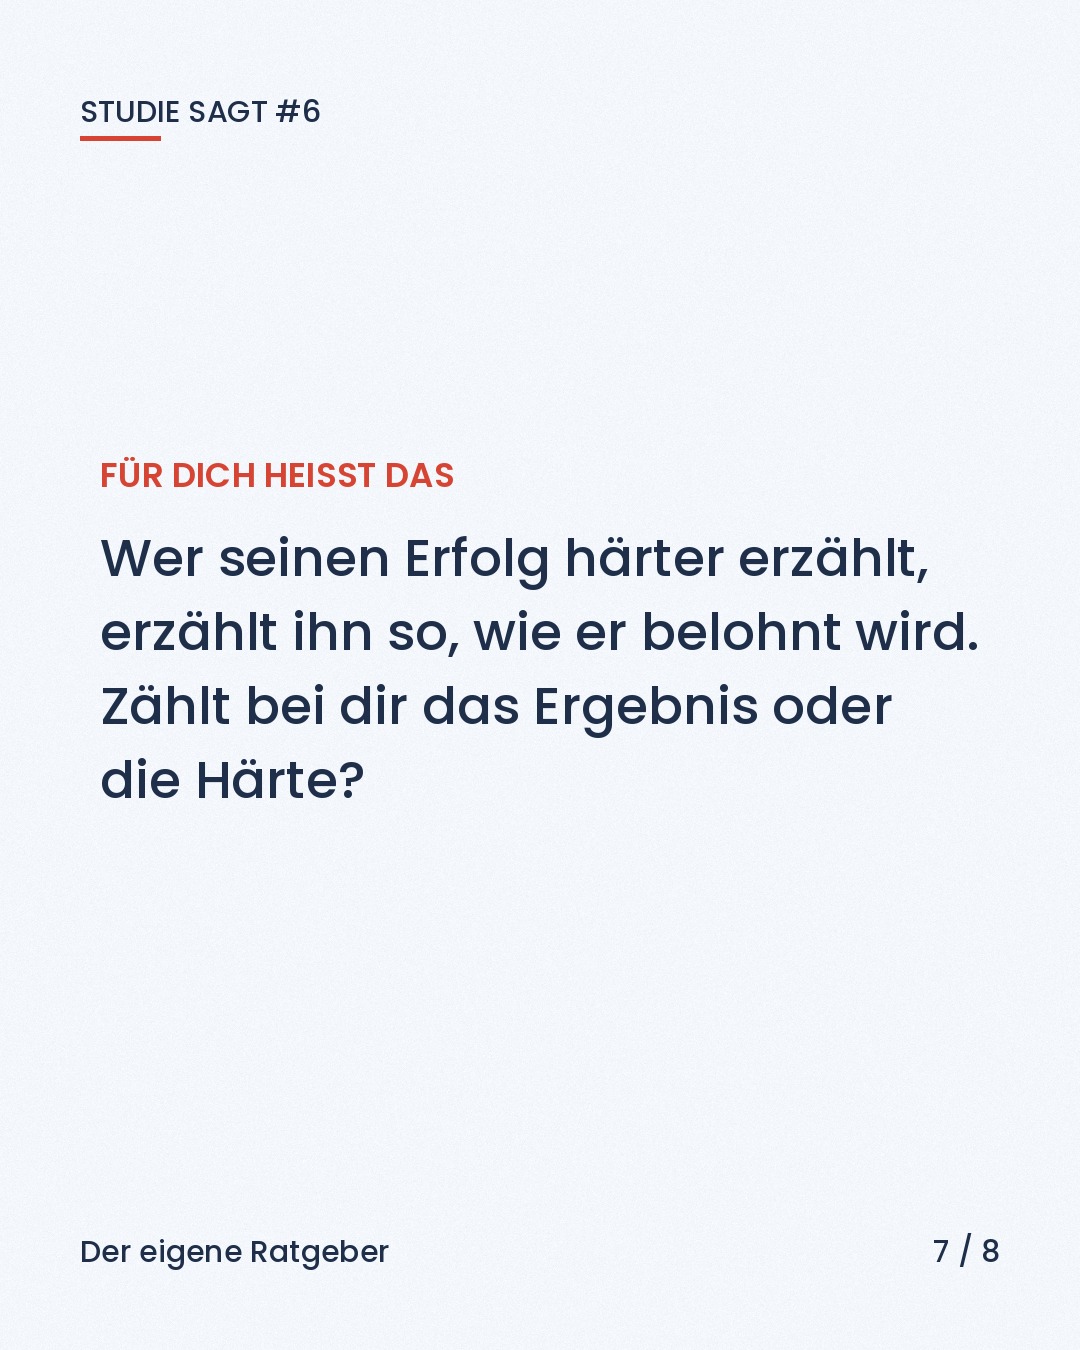 STUDIE SAGT #6
FÜR DICH HEISST DAS
Wer seinen Erfolg härter erzählt,
erzählt ihn so, wie er belohnt wird.
Zählt bei dir das Ergebnis oder
die Härte?
Der eigene Ratgeber
7 / 8